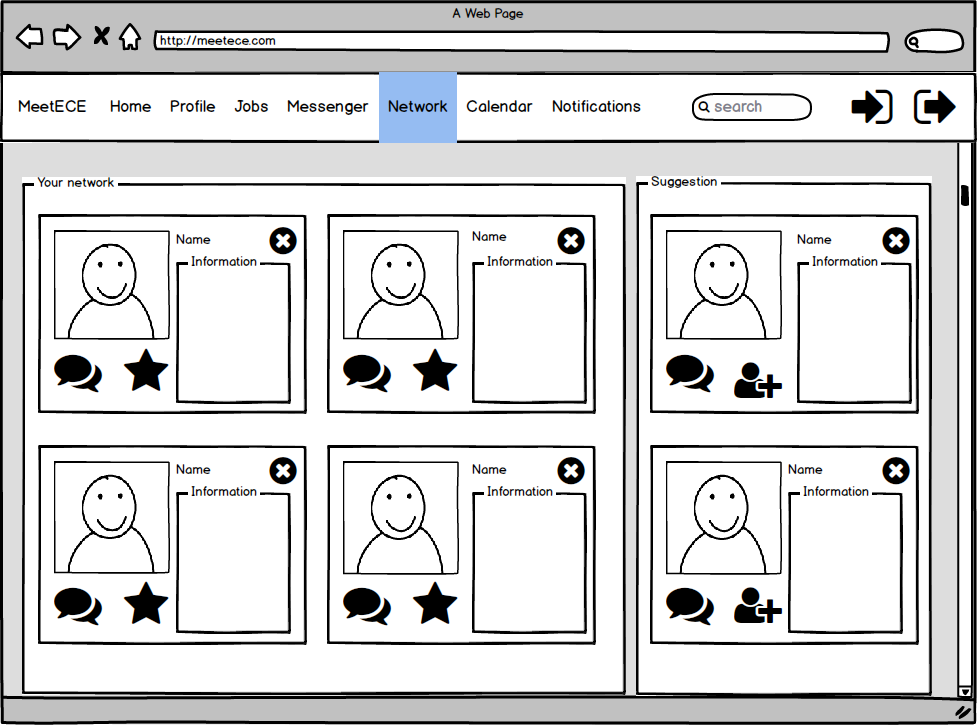 A Web Page
http://meetece.com
MeetECE Home Profile Jobs Messenger Network Calendar Notifications search
Your network
Name
Information
Name
Information
Name
Information
Name
Information
Suggestion
Name
Information
Name
Information